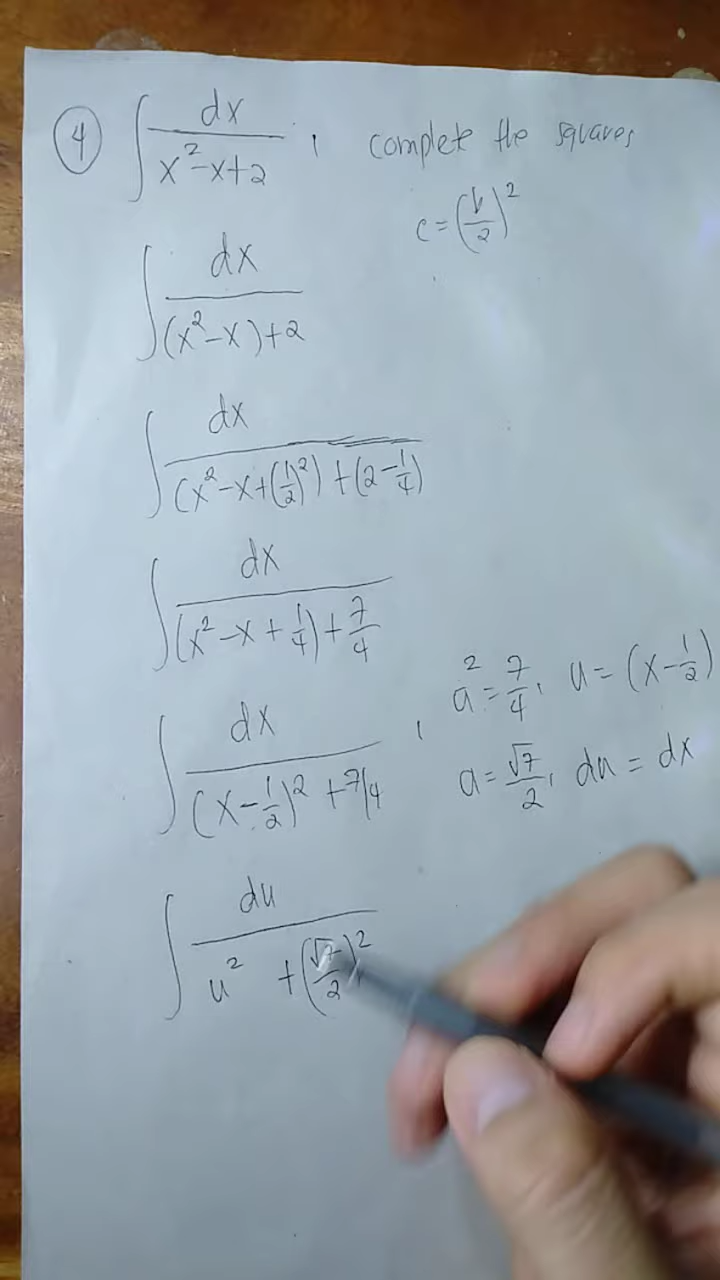 ④ ∫ dx / (x² - x + 2) , complete the squares
c = (b/2)²
∫ dx / ((x² - x) + 2)
∫ dx / ((x² - x + (1/2)²) + (2 - 1/4))
∫ dx / ((x² - x + 1/4) + 7/4)
∫ dx / ((x - 1/2)² + 7/4) , a² = 7/4, u = (x - 1/2)
a = √7/2, du = dx
∫ du / (u² + (√7/2)²)